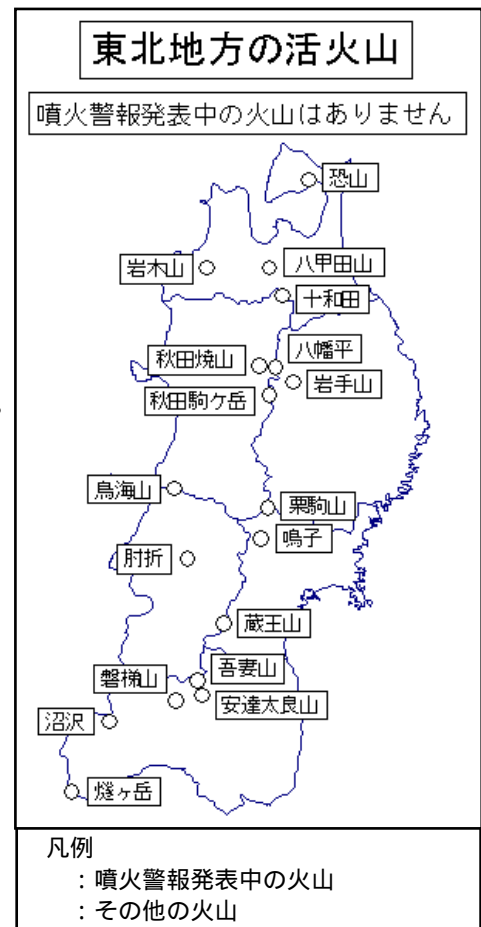 東北地方の活火山
噴火警報発表中の火山はありません
恐山
岩木山
八甲田山
十和田
八幡平
秋田焼山
岩手山
秋田駒ケ岳
鳥海山
栗駒山
鳴子
肘折
蔵王山
吾妻山
磐梯山
安達太良山
沼沢
燧ヶ岳
凡例
：噴火警報発表中の火山
：その他の火山